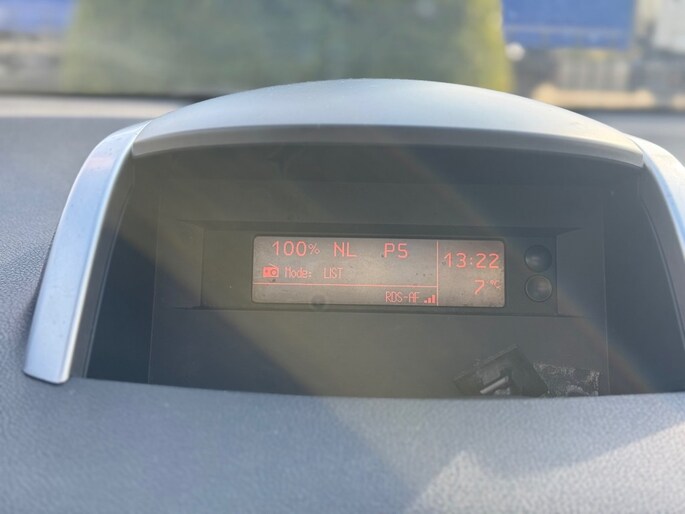 100% NL P5
Mode: LIST
RDS-AF
13:22
7°C